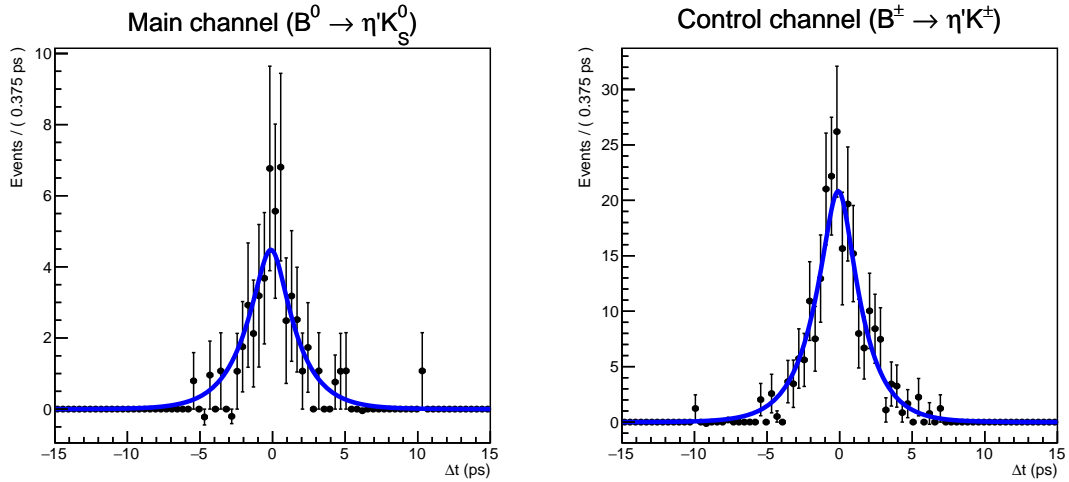 Main channel (B⁰ → η'K⁰_S)
Events / ( 0.375 ps )
10
8
6
4
2
0
−15 −10 −5 0 5 10 15
Δt (ps)
Control channel (B± → η'K±)
Events / ( 0.375 ps )
30
25
20
15
10
5
0
−15 −10 −5 0 5 10 15
Δt (ps)